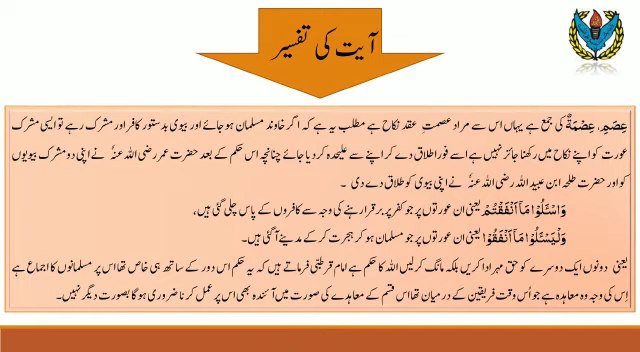 آیت کی تفسیر
عِصَمِ، عِصْمَةٌ کی جمع ہے یہاں اس سے مراد عصمتِ عقد نکاح ہے مطلب یہ ہے کہ اگر خاوند مسلمان ہو جائے اور بیوی بدستور کافر اور مشرک رہے تو ایسی مشرک
عورت کو اپنے نکاح میں رکھنا جائز نہیں ہے اسے فورا طلاق دے کر اپنے سے علیحدہ کر دیا جائے چنانچہ اس حکم کے بعد حضرت عمر رضی اللہ عنہ ُ نے اپنی دو مشرک بیویوں
کو اور حضرت طلحہ ابن عبید اللہ رضی اللہ عنہ ُ نے اپنی بیوی کو طلاق دے دی ۔
وَاسْئَلُوْا مَاۤ اَنْفَقْتُمْ یعنی ان عورتوں پر جو کفر پر برقرار رہنے کی وجہ سے کافروں کے پاس چلی گئی ہیں،
وَلْیَسْئَلُوْا مَاۤ اَنْفَقُوْا یعنی ان عورتوں پر جو مسلمان ہو کر ہجرت کر کے مدینے آ گئی ہیں۔
یعنی دونوں ایک دوسرے کو حق مہر ادا کریں بلکہ مانگ کر لیں اللہ کا حکم ہے امام قرطبیؒ فرماتے ہیں کہ یہ حکم اس دور کے ساتھ ہی خاص تھا اس پر مسلمانوں کا اجماع ہے
اِس کی وجہ وہ معاہدہ ہے جو اُس وقت فریقین کے درمیان تھا اس قسم کے معاہدے کی صورت میں آئندہ بھی اس پر عمل کرنا ضروری ہو گا بصورت دیگر نہیں۔